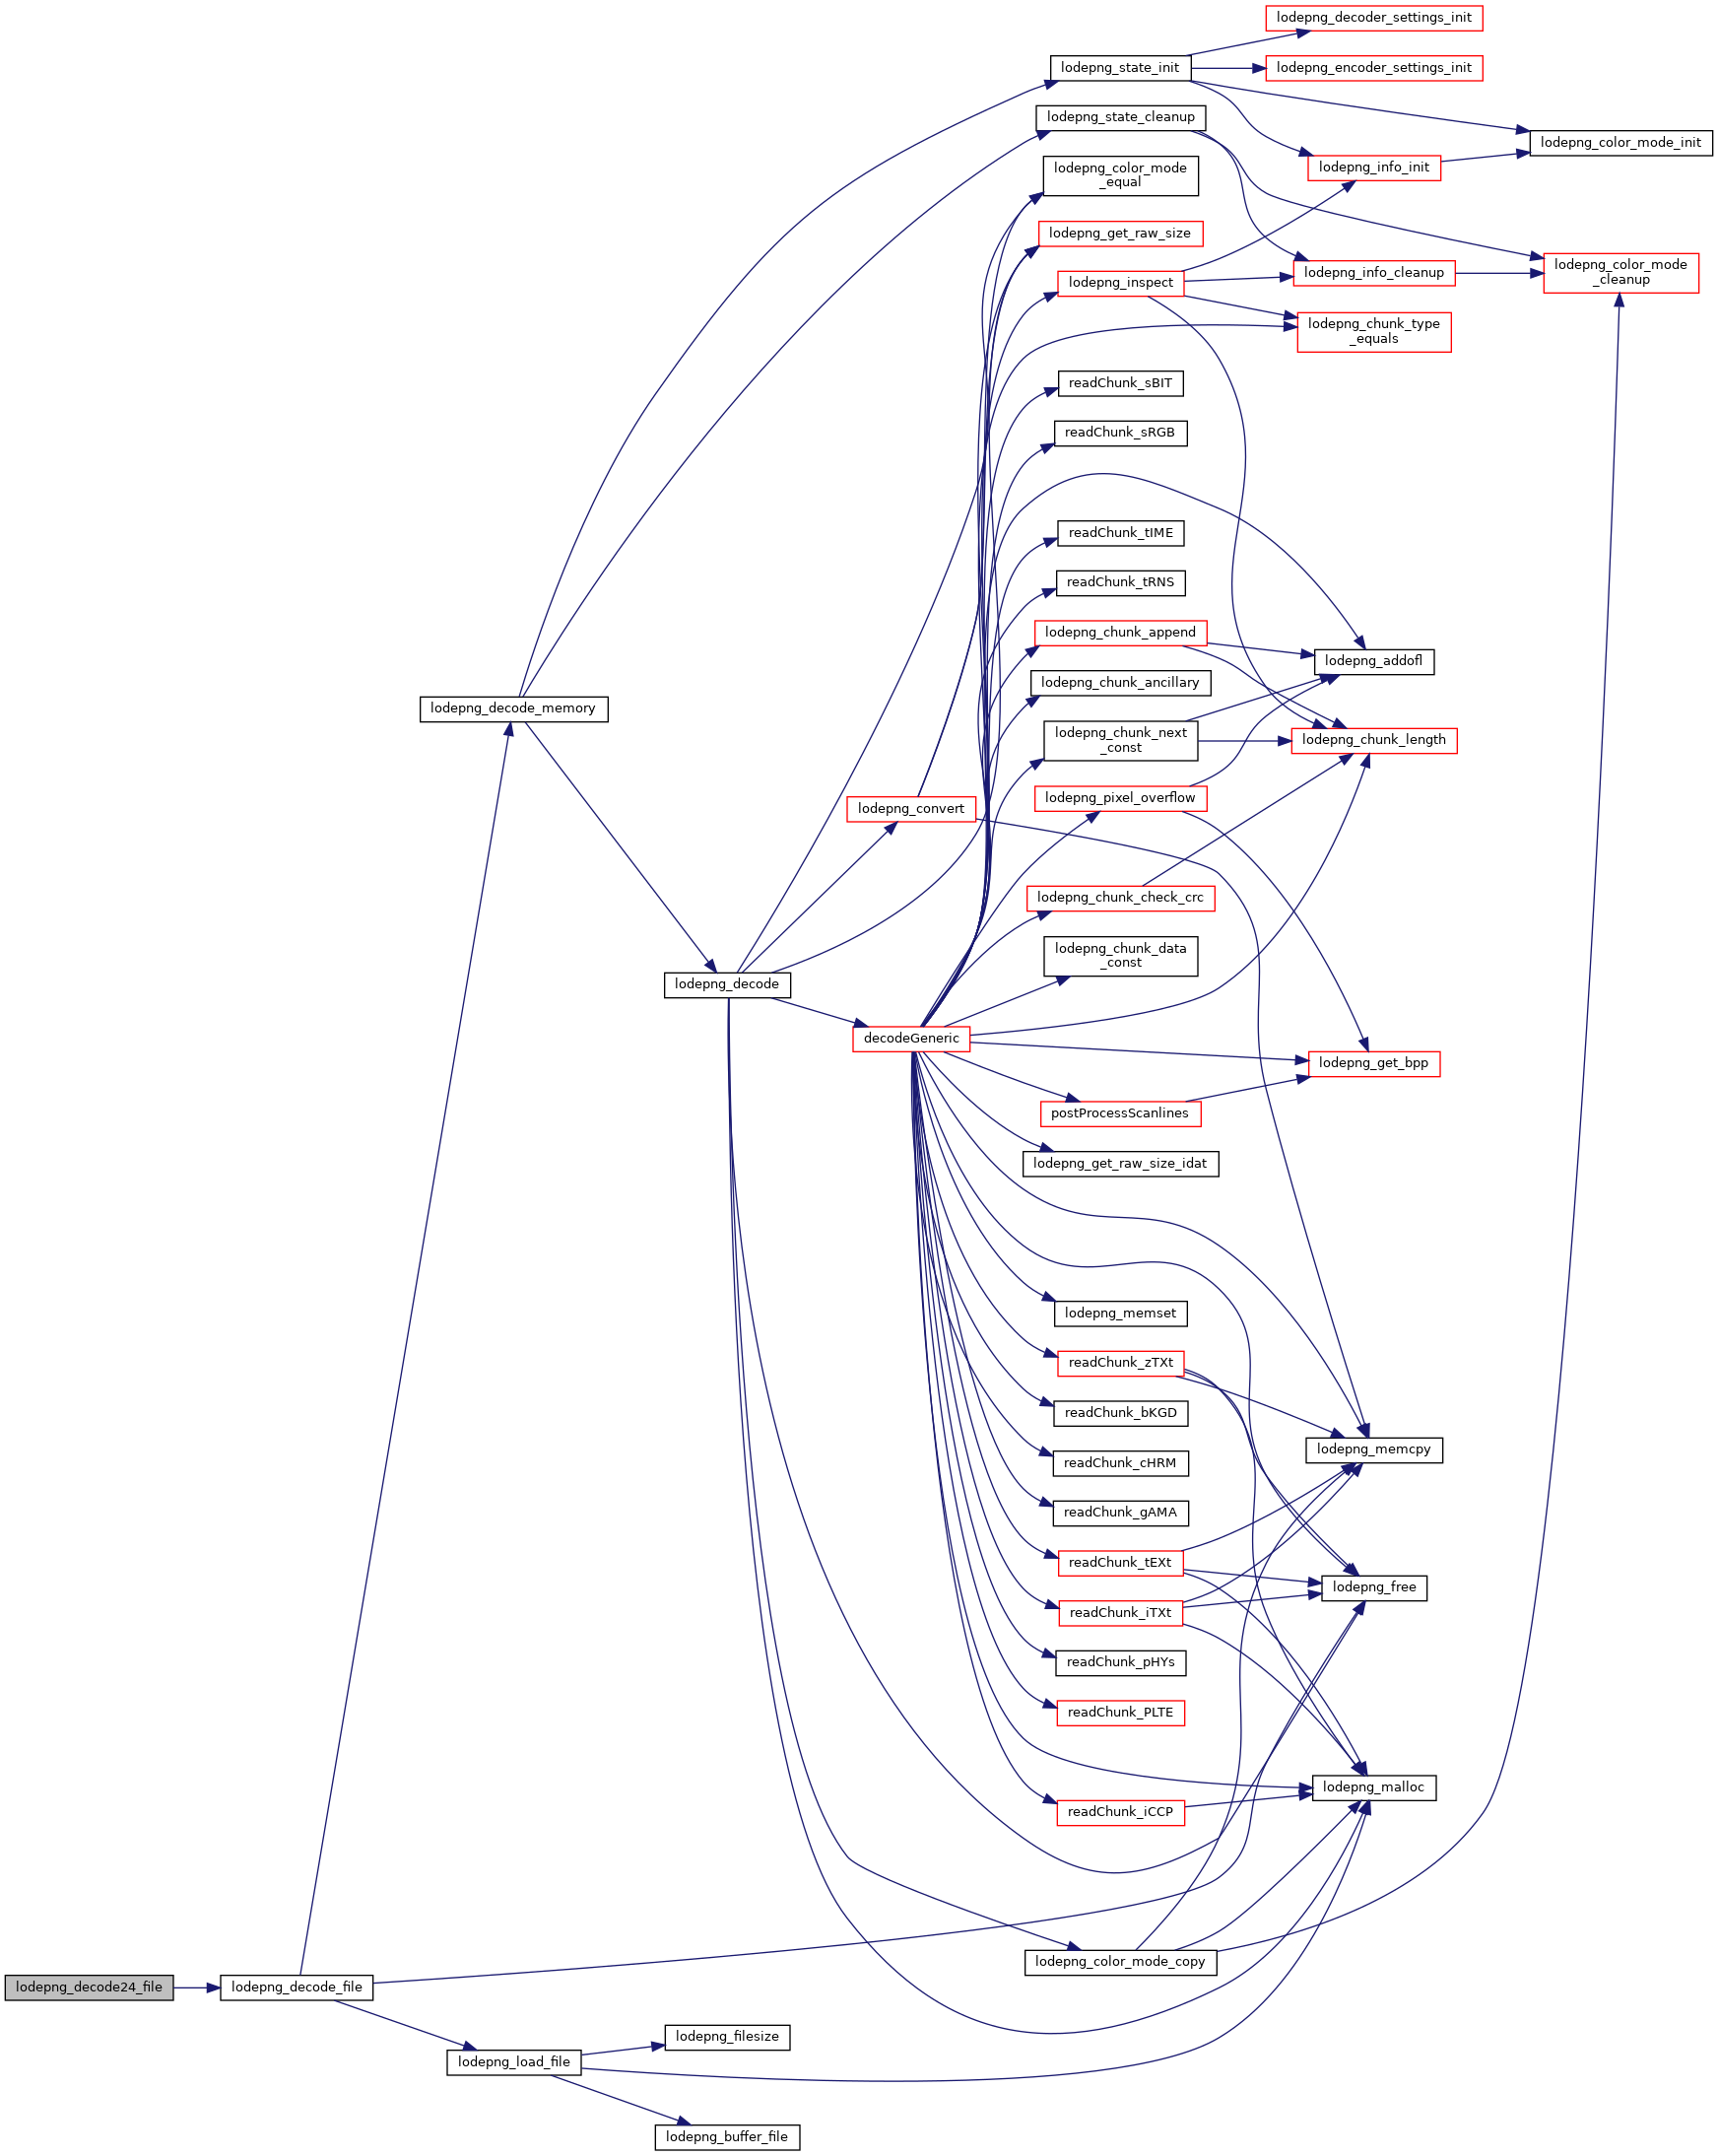 lodepng_decoder_settings_init
lodepng_state_init
lodepng_encoder_settings_init
lodepng_state_cleanup
lodepng_color_mode_init
lodepng_color_mode
_equal
lodepng_info_init
lodepng_get_raw_size
lodepng_inspect
lodepng_info_cleanup
lodepng_color_mode
_cleanup
lodepng_chunk_type
_equals
readChunk_sBIT
readChunk_sRGB
readChunk_tIME
readChunk_tRNS
lodepng_chunk_append
lodepng_addofl
lodepng_chunk_ancillary
lodepng_decode_memory
lodepng_chunk_next
_const
lodepng_chunk_length
lodepng_pixel_overflow
lodepng_convert
lodepng_chunk_check_crc
lodepng_chunk_data
_const
lodepng_decode
decodeGeneric
lodepng_get_bpp
postProcessScanlines
lodepng_get_raw_size_idat
lodepng_memset
readChunk_zTXt
readChunk_bKGD
lodepng_memcpy
readChunk_cHRM
readChunk_gAMA
readChunk_tEXt
lodepng_free
readChunk_iTXt
readChunk_pHYs
readChunk_PLTE
lodepng_malloc
readChunk_iCCP
lodepng_color_mode_copy
lodepng_decode24_file
lodepng_decode_file
lodepng_filesize
lodepng_load_file
lodepng_buffer_file